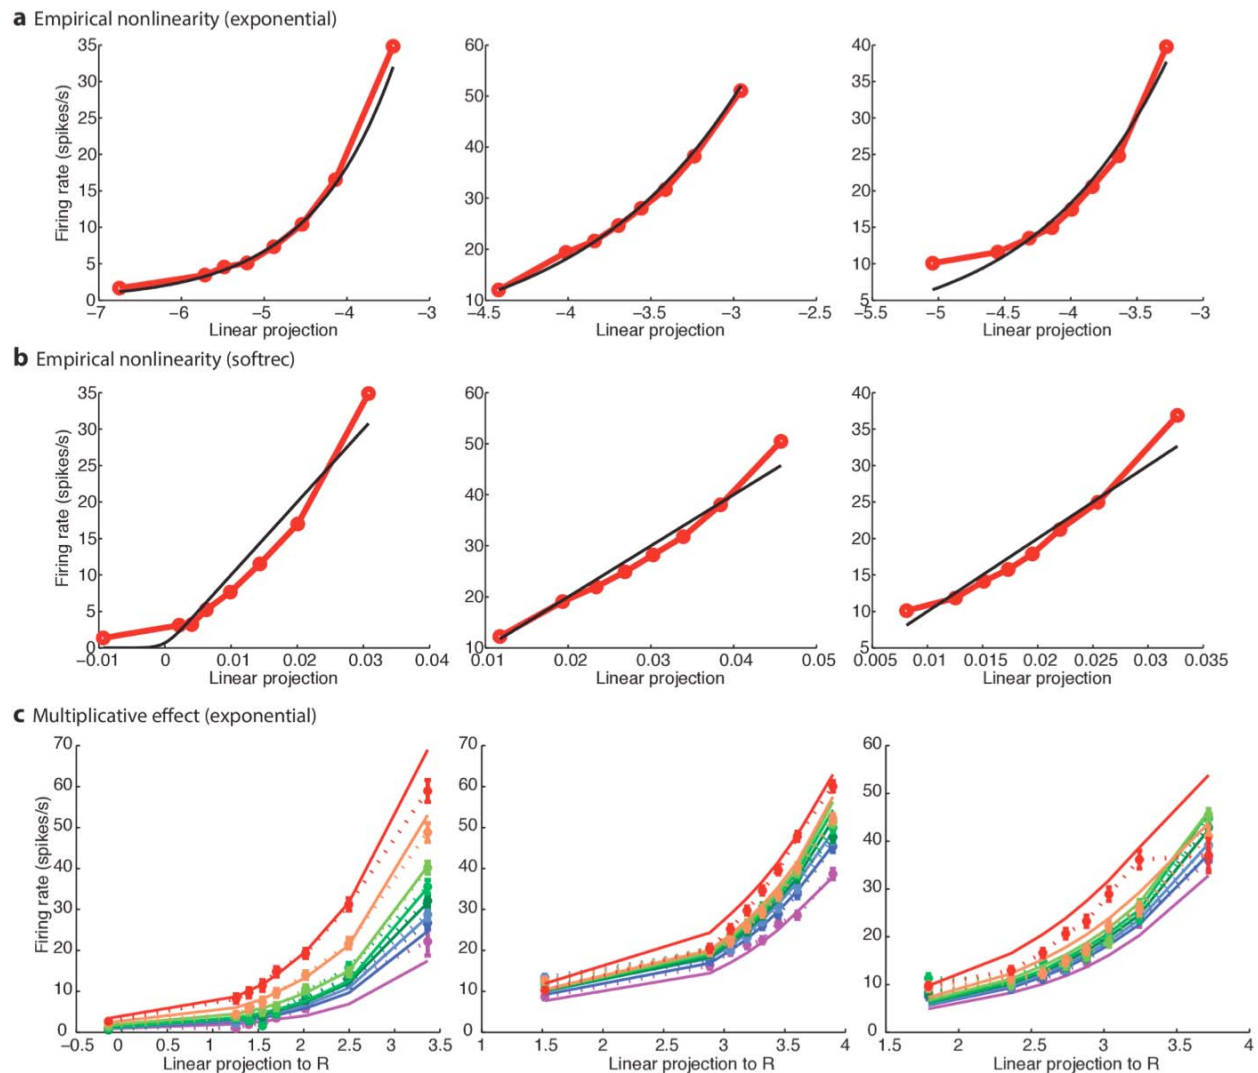 a Empirical nonlinearity (exponential)
35
30
25
20
15
10
5
0
Firing rate (spikes/s)
−7 −6 −5 −4 −3
Linear projection
60
50
40
30
20
10
−4.5 −4 −3.5 −3 −2.5
Linear projection
40
35
30
25
20
15
10
5
−5.5 −5 −4.5 −4 −3.5 −3
Linear projection
b Empirical nonlinearity (softrec)
35
30
25
20
15
10
5
0
Firing rate (spikes/s)
−0.01 0 0.01 0.02 0.03 0.04
Linear projection
60
50
40
30
20
10
0.01 0.02 0.03 0.04 0.05
Linear projection
40
35
30
25
20
15
10
5
0.005 0.01 0.015 0.02 0.025 0.03 0.035
Linear projection
c Multiplicative effect (exponential)
70
60
50
40
30
20
10
0
Firing rate (spikes/s)
−0.5 0 0.5 1 1.5 2 2.5 3 3.5
Linear projection to R
70
60
50
40
30
20
10
0
1 1.5 2 2.5 3 3.5 4
Linear projection to R
60
50
40
30
20
10
0
1.5 2 2.5 3 3.5 4
Linear projection to R